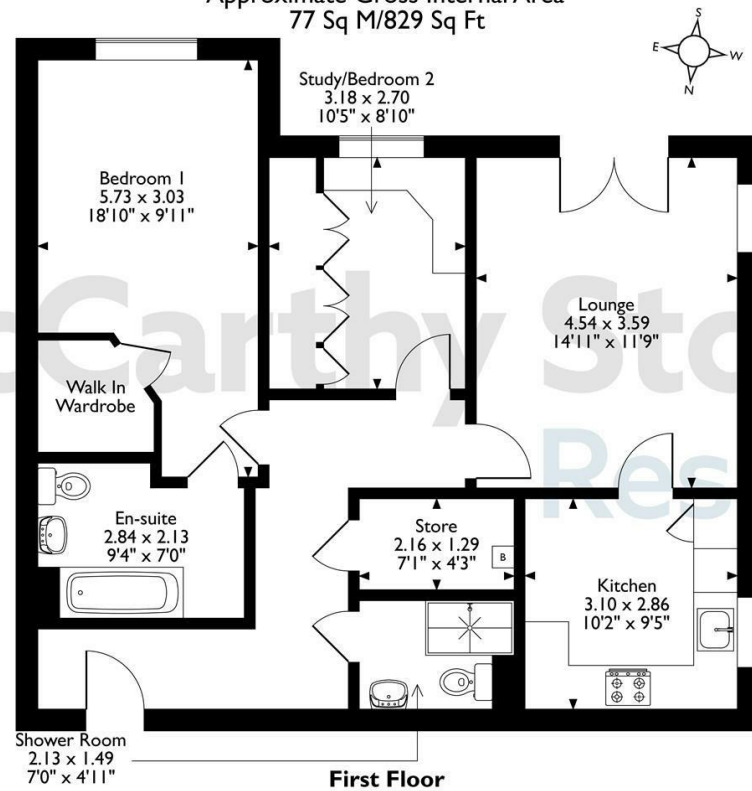 Approximate Gross Internal Area
77 Sq M/829 Sq Ft
S
E
W
N
Study/Bedroom 2
3.18 x 2.70
10'5" x 8'10"
Bedroom 1
5.73 x 3.03
18'10" x 9'11"
Lounge
4.54 x 3.59
14'11" x 11'9"
Walk In
Wardrobe
En-suite
2.84 x 2.13
9'4" x 7'0"
Store
2.16 x 1.29
7'1" x 4'3"
B
Kitchen
3.10 x 2.86
10'2" x 9'5"
Shower Room
2.13 x 1.49
7'0" x 4'11"
First Floor
cCarthy Sto
Res